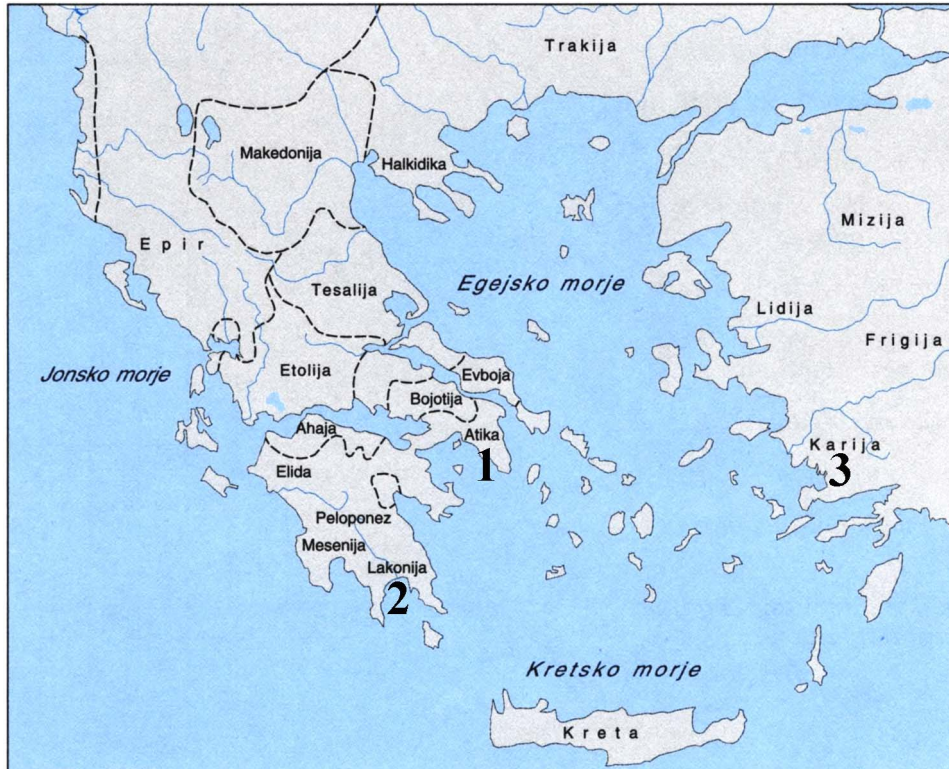 Trakija
Makedonija
Halkidika
Mizija
Epir
Tesalija
Egejsko morje
Lidija
Frigija
Jonsko morje
Etolija
Evboja
Bojotija
Ahaja
Atika
1
Karija
3
Elida
Peloponez
Mesenija
Lakonija
2
Kretsko morje
Kreta